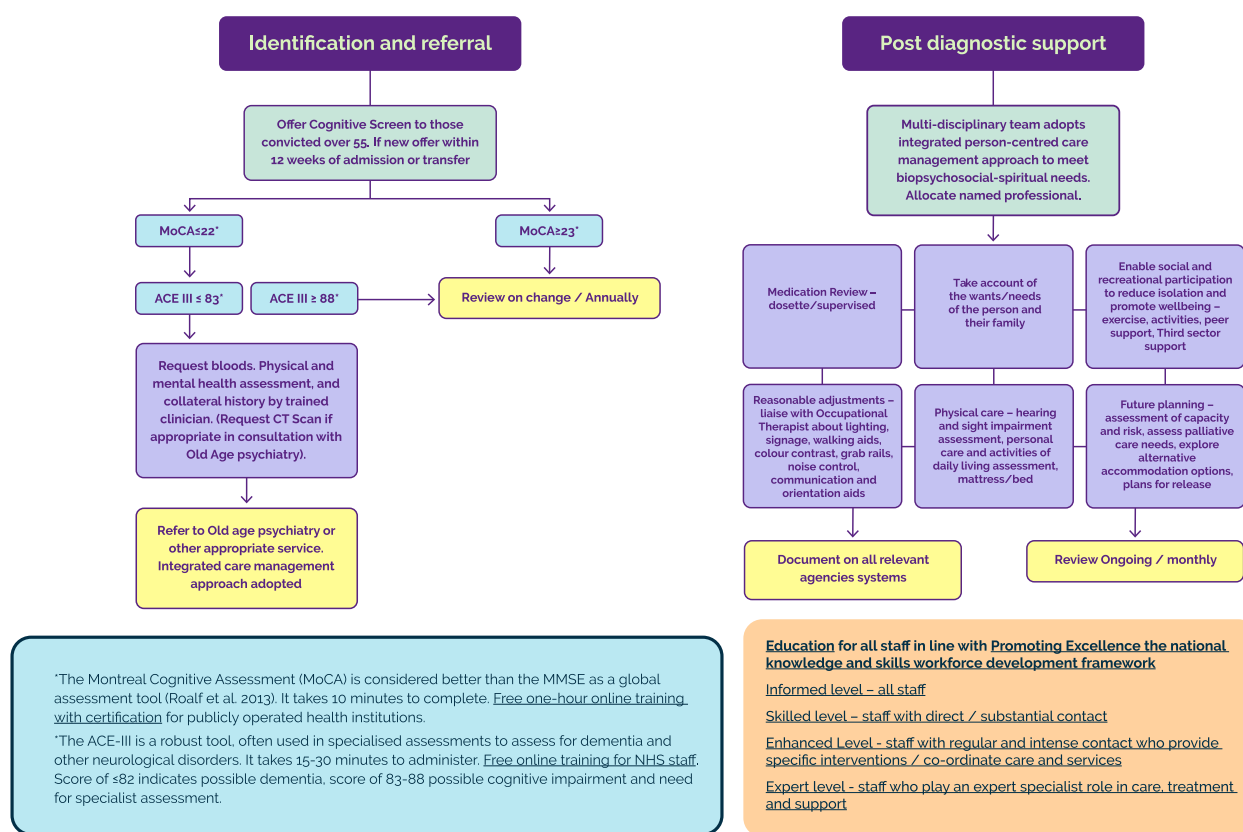 Identification and referral
Offer Cognitive Screen to those
convicted over 55. If new offer within
12 weeks of admission or transfer
MoCA≤22*
MoCA≥23*
ACE III ≤ 83*
ACE III ≥ 88*
Review on change / Annually
Request bloods. Physical and
mental health assessment, and
collateral history by trained
clinician. (Request CT Scan if
appropriate in consultation with
Old Age psychiatry).
Refer to Old age psychiatry or
other appropriate service.
Integrated care management
approach adopted
Post diagnostic support
Multi-disciplinary team adopts
integrated person-centred care
management approach to meet
biopsychosocial-spiritual needs.
Allocate named professional.
Medication Review –
dosette/supervised
Take account of
the wants/needs
of the person and
their family
Enable social and
recreational participation
to reduce isolation and
promote wellbeing –
exercise, activities, peer
support, Third sector
support
Reasonable adjustments –
liaise with Occupational
Therapist about lighting,
signage, walking aids,
colour contrast, grab rails,
noise control,
communication and
orientation aids
Physical care – hearing
and sight impairment
assessment, personal
care and activities of
daily living assessment,
mattress/bed
Future planning –
assessment of capacity
and risk, assess palliative
care needs, explore
alternative
accommodation options,
plans for release
Document on all relevant
agencies systems
Review Ongoing / monthly
*The Montreal Cognitive Assessment (MoCA) is considered better than the MMSE as a global
assessment tool (Roalf et al. 2013). It takes 10 minutes to complete. Free one-hour online training
with certification for publicly operated health institutions.
*The ACE-III is a robust tool, often used in specialised assessments to assess for dementia and
other neurological disorders. It takes 15-30 minutes to administer. Free online training for NHS staff.
Score of ≤82 indicates possible dementia, score of 83-88 possible cognitive impairment and need
for specialist assessment.
Education for all staff in line with Promoting Excellence the national
knowledge and skills workforce development framework
Informed level – all staff
Skilled level – staff with direct / substantial contact
Enhanced Level - staff with regular and intense contact who provide
specific interventions / co-ordinate care and services
Expert level - staff who play an expert specialist role in care, treatment
and support